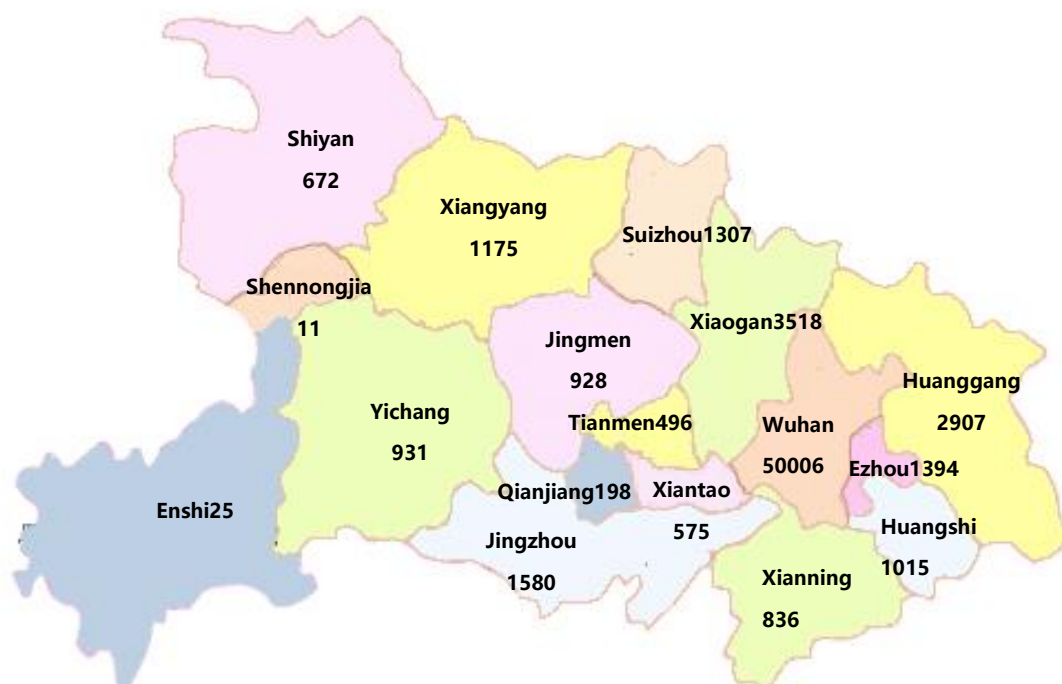 Shiyan
672
Xiangyang
1175
Suizhou1307
Shennongjia
11
Xiaogan3518
Jingmen
928
Huanggang
2907
Yichang
931
Tianmen496
Wuhan
50006
Ezhou1394
Qianjiang198
Xiantao
575
Enshi25
Huangshi
1015
Jingzhou
1580
Xianning
836